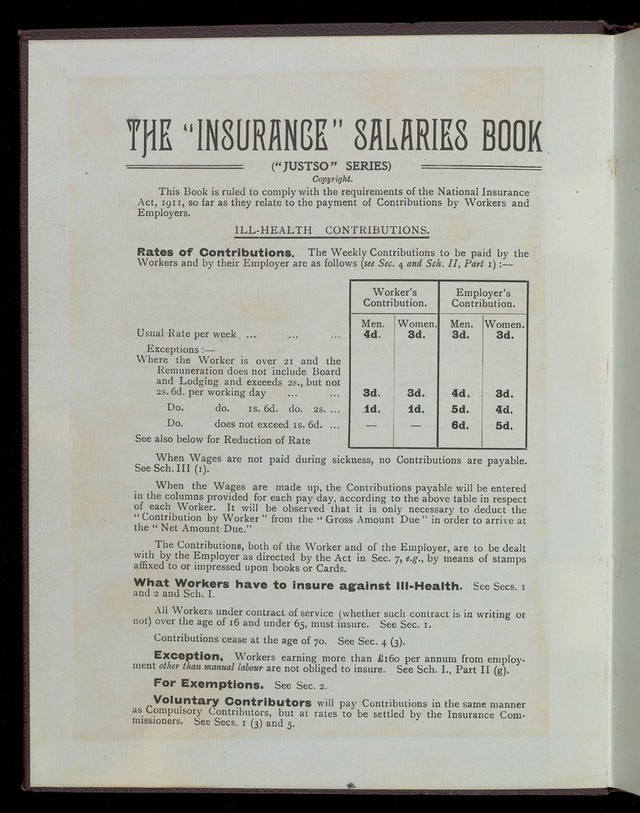 THE "INSURANCE" SALARIES BOOK
("JUSTSO" SERIES)
Copyright.
This Book is ruled to comply with the requirements of the National Insurance
Act, 1911, so far as they relate to the payment of Contributions by Workers and
Employers.
ILL-HEALTH CONTRIBUTIONS.
Rates of Contributions. The Weekly Contributions to be paid by the
Workers and by their Employer are as follows (see Sec. 4 and Sch. II, Part 1) :—
Worker's Contribution. Employer's Contribution.
Men. Women. Men. Women.
Usual Rate per week ... ... ... 4d. 3d. 3d. 3d.
Exceptions :—
Where the Worker is over 21 and the
Remuneration does not include Board
and Lodging and exceeds 2s., but not
2s. 6d. per working day ... ... 3d. 3d. 4d. 3d.
Do. do. 1s. 6d. do. 2s. ... 1d. 1d. 5d. 4d.
Do. does not exceed 1s. 6d. ... — — 6d. 5d.
See also below for Reduction of Rate
When Wages are not paid during sickness, no Contributions are payable.
See Sch. III (1).
When the Wages are made up, the Contributions payable will be entered
in the columns provided for each pay day, according to the above table in respect
of each Worker. It will be observed that it is only necessary to deduct the
"Contribution by Worker" from the "Gross Amount Due" in order to arrive at
the "Net Amount Due."
The Contributions, both of the Worker and of the Employer, are to be dealt
with by the Employer as directed by the Act in Sec. 7, e.g., by means of stamps
affixed to or impressed upon books or Cards.
What Workers have to insure against Ill-Health. See Secs. 1
and 2 and Sch. I.
All Workers under contract of service (whether such contract is in writing or
not) over the age of 16 and under 65, must insure. See Sec. 1.
Contributions cease at the age of 70. See Sec. 4 (3).
Exception. Workers earning more than £160 per annum from employ-
ment other than manual labour are not obliged to insure. See Sch. I., Part II (g).
For Exemptions. See Sec. 2.
Voluntary Contributors will pay Contributions in the same manner
as Compulsory Contributors, but at rates to be settled by the Insurance Com-
missioners. See Secs. 1 (3) and 5.